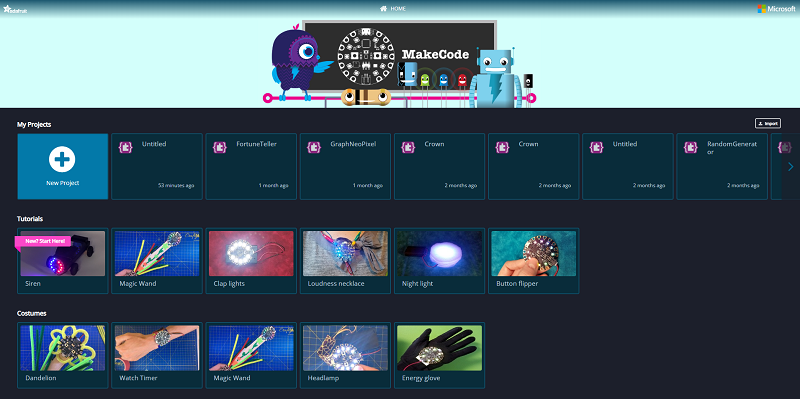 adafruit
HOME
Microsoft
MakeCode
My Projects
Import
New Project
Untitled
53 minutes ago
FortuneTeller
1 month ago
GraphNeoPixel
1 month ago
Crown
2 months ago
Crown
2 months ago
Untitled
2 months ago
RandomGenerat
or
2 months ago
Tutorials
New? Start Here!
Siren
Magic Wand
Clap lights
Loudness necklace
Night light
Button flipper
Costumes
Dandelion
Watch Timer
Magic Wand
Headlamp
Energy glove